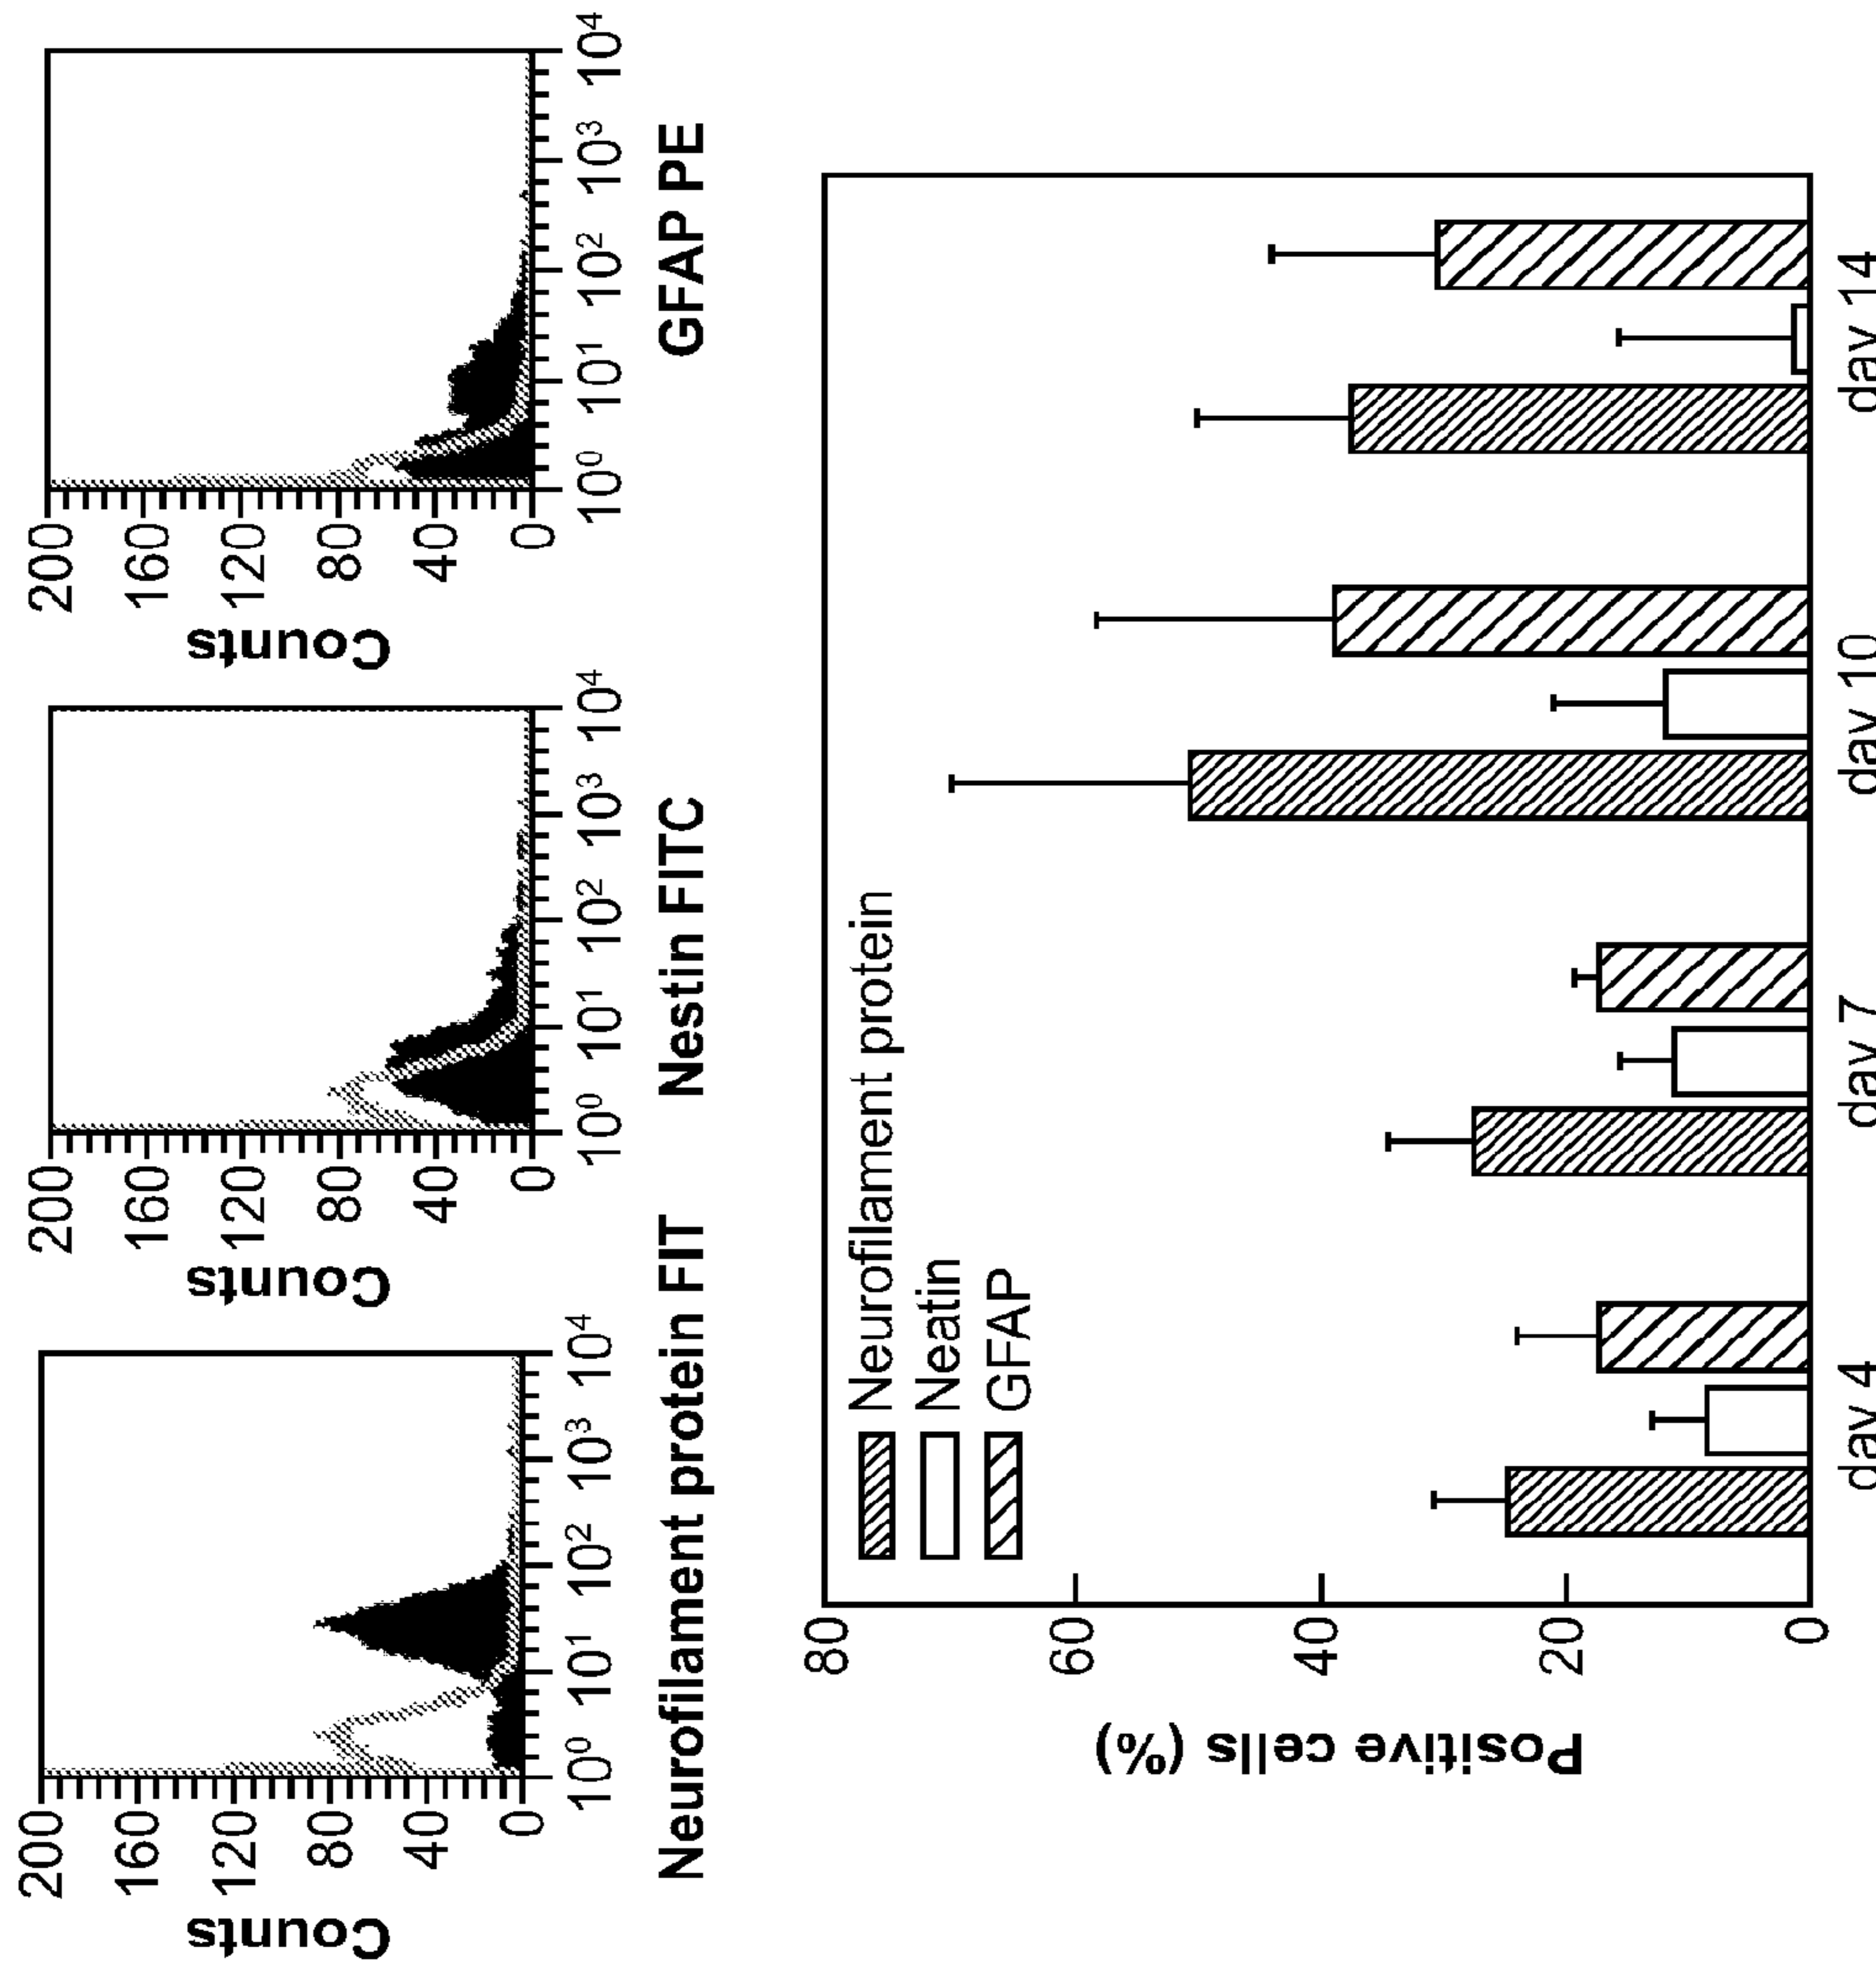 Counts
200
160
120
80
40
0
10⁰ 10¹ 10² 10³ 10⁴
Neurofilament protein FIT
Counts
200
160
120
80
40
0
10⁰ 10¹ 10² 10³ 10⁴
Nestin FITC
Counts
200
160
120
80
40
0
10⁰ 10¹ 10² 10³ 10⁴
GFAP PE
Positive cells (%)
80
60
40
20
0
Neurofilament protein
Neatin
GFAP
day 4 day 7 day 10 day 14